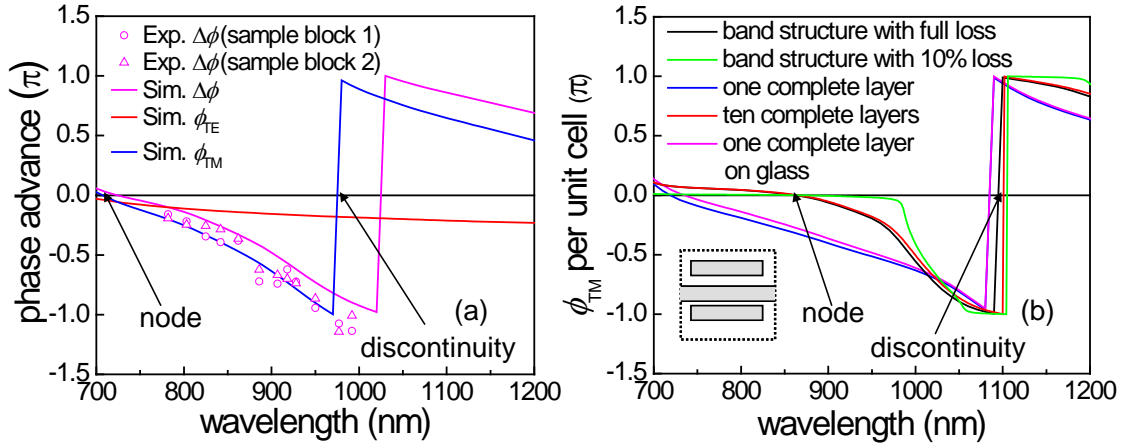 1.5
Exp. Δϕ(sample block 1)
Exp. Δϕ(sample block 2)
Sim. Δϕ
Sim. ϕTE
Sim. ϕTM
1.0
0.5
0.0
-0.5
-1.0
-1.5
phase advance (π)
node
(a)
discontinuity
700 800 900 1000 1100 1200
wavelength (nm)
1.5
band structure with full loss
band structure with 10% loss
one complete layer
ten complete layers
one complete layer
on glass
1.0
0.5
0.0
-0.5
-1.0
-1.5
ϕTM per unit cell (π)
node
(b)
discontinuity
700 800 900 1000 1100 1200
wavelength (nm)